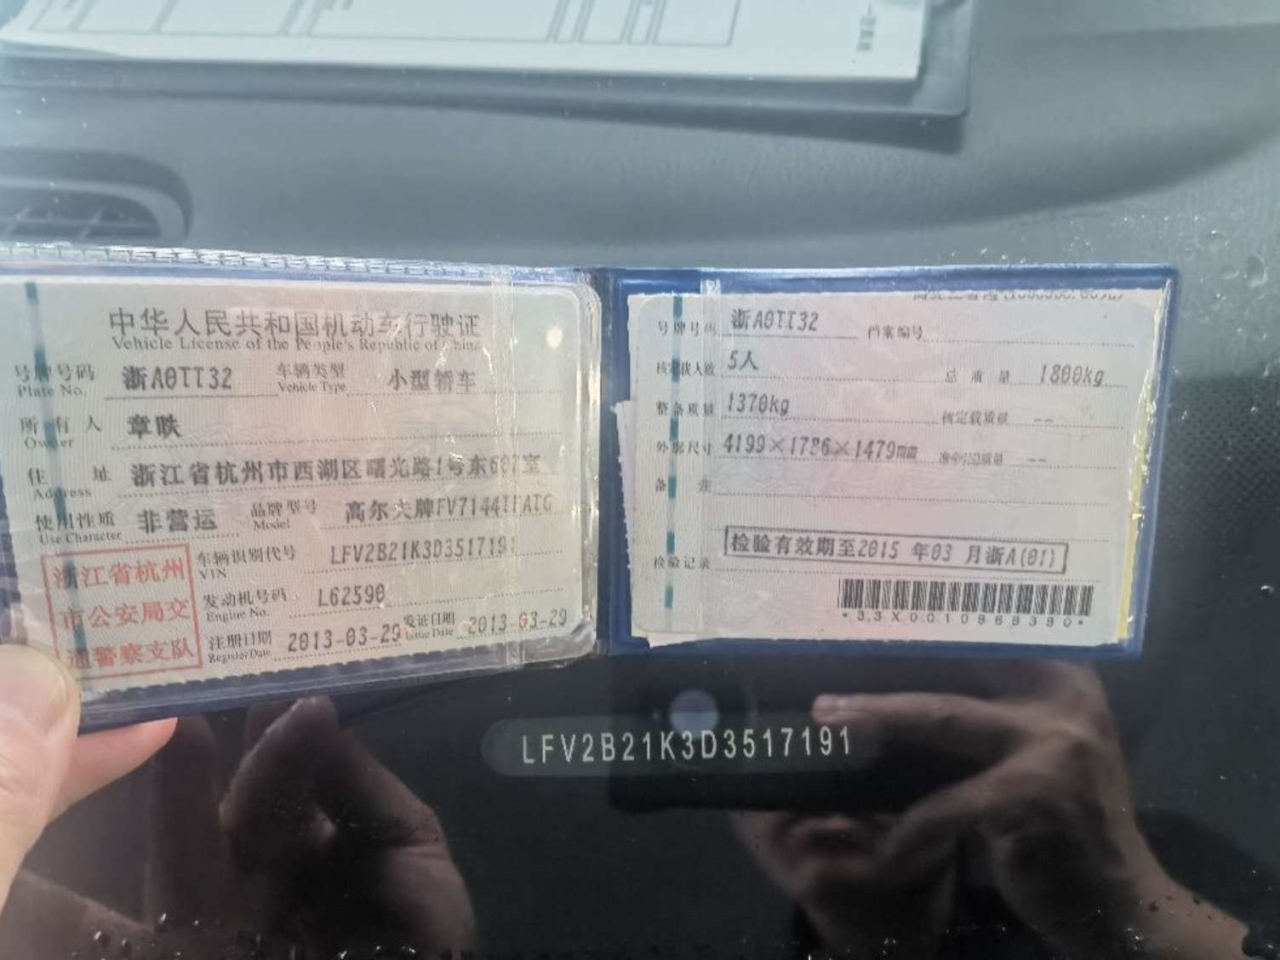 中华人民共和国机动车行驶证
Vehicle License of the People's Republic of China
号牌号码 浙A0TT32 车辆类型 小型轿车
Plate No. Vehicle Type
所有人 章昳
Owner
住址 浙江省杭州市西湖区曙光路1号东607室
Address
使用性质 非营运 品牌型号 高尔夫牌FV7144TFATG
Use Character Model
浙江省杭州
市公安局交
通警察支队
车辆识别代号 LFV2B21K3D3517191
VIN
发动机号码 L62590
Engine No.
注册日期 2013-03-29 发证日期 2013-03-29
Register Date Issue Date
号牌号码 浙A0TT32 档案编号
核定载人数 5人 总质量 1800kg
整备质量 1370kg 核定载质量 --
外廓尺寸 4199×1786×1479mm 准牵引总质量 --
备注
检验记录 检验有效期至2015年03月浙A(01)
*33X0010868380*
LFV2B21K3D3517191